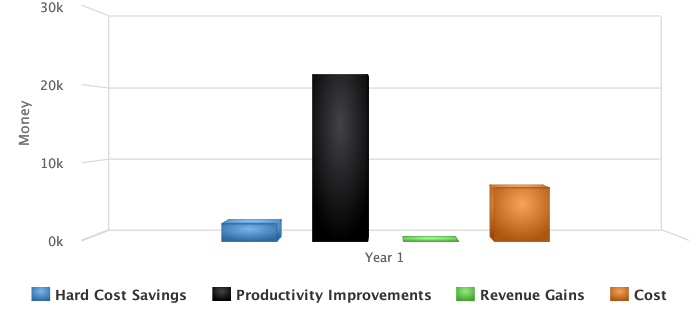 30k
20k
10k
0k
Money
Year 1
Hard Cost Savings Productivity Improvements Revenue Gains Cost